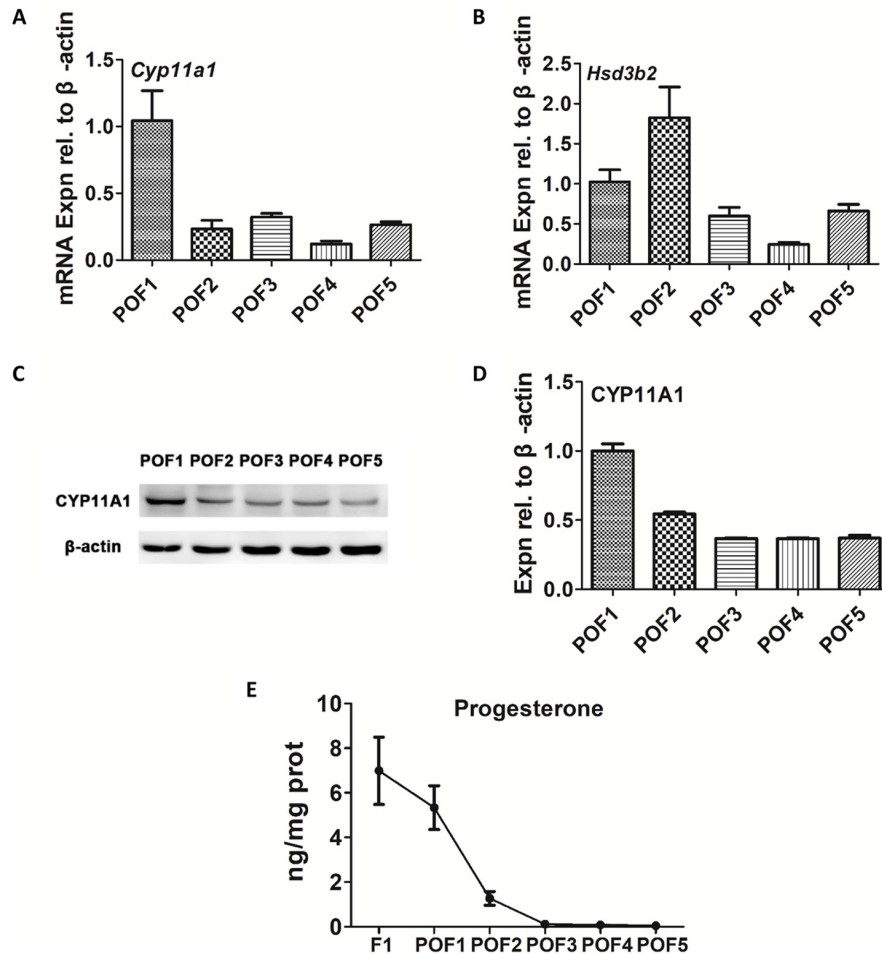 A
mRNA Expn rel. to β -actin
Cyp11a1
1.5
1.0
0.5
0.0
POF1 POF2 POF3 POF4 POF5
B
mRNA Expn rel. to β -actin
Hsd3b2
2.5
2.0
1.5
1.0
0.5
0.0
POF1 POF2 POF3 POF4 POF5
C
POF1 POF2 POF3 POF4 POF5
CYP11A1
β-actin
D
Expn rel. to β -actin
CYP11A1
1.5
1.0
0.5
0.0
POF1 POF2 POF3 POF4 POF5
E
Progesterone
ng/mg prot
10
8
6
4
2
0
F1 POF1 POF2 POF3 POF4 POF5